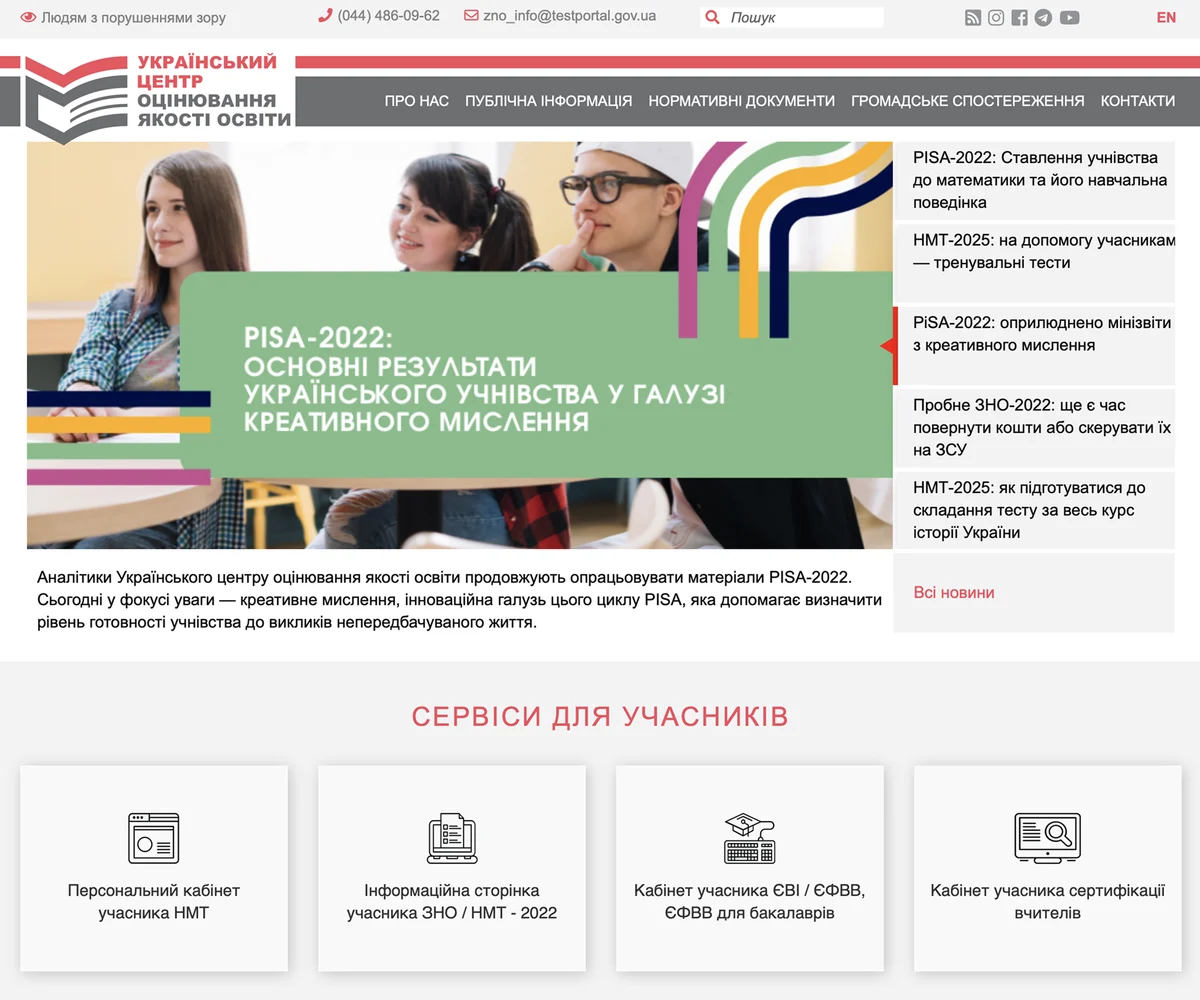 Людям з порушеннями зору
(044) 486-09-62
zno_info@testportal.gov.ua
Пошук
EN
УКРАЇНСЬКИЙ
ЦЕНТР
ОЦІНЮВАННЯ
ЯКОСТІ ОСВІТИ
ПРО НАС
ПУБЛІЧНА ІНФОРМАЦІЯ
НОРМАТИВНІ ДОКУМЕНТИ
ГРОМАДСЬКЕ СПОСТЕРЕЖЕННЯ
КОНТАКТИ
PISA-2022:
ОСНОВНІ РЕЗУЛЬТАТИ
УКРАЇНСЬКОГО УЧНІВСТВА У ГАЛУЗІ
КРЕАТИВНОГО МИСЛЕННЯ
Аналітики Українського центру оцінювання якості освіти продовжують опрацьовувати матеріали PISA-2022.
Сьогодні у фокусі уваги — креативне мислення, інноваційна галузь цього циклу PISA, яка допомагає визначити
рівень готовності учнівства до викликів непередбачуваного життя.
PISA-2022: Ставлення учнівства
до математики та його навчальна
поведінка
НМТ-2025: на допомогу учасникам
— тренувальні тести
PiSA-2022: оприлюднено мінізвіти
з креативного мислення
Пробне ЗНО-2022: ще є час
повернути кошти або скерувати їх
на ЗСУ
НМТ-2025: як підготуватися до
складання тесту за весь курс
історії України
Всі новини
СЕРВІСИ ДЛЯ УЧАСНИКІВ
Персональний кабінет
учасника НМТ
Інформаційна сторінка
учасника ЗНО / НМТ - 2022
Кабінет учасника ЄВІ / ЄФВВ,
ЄФВВ для бакалаврів
Кабінет учасника сертифікації
вчителів